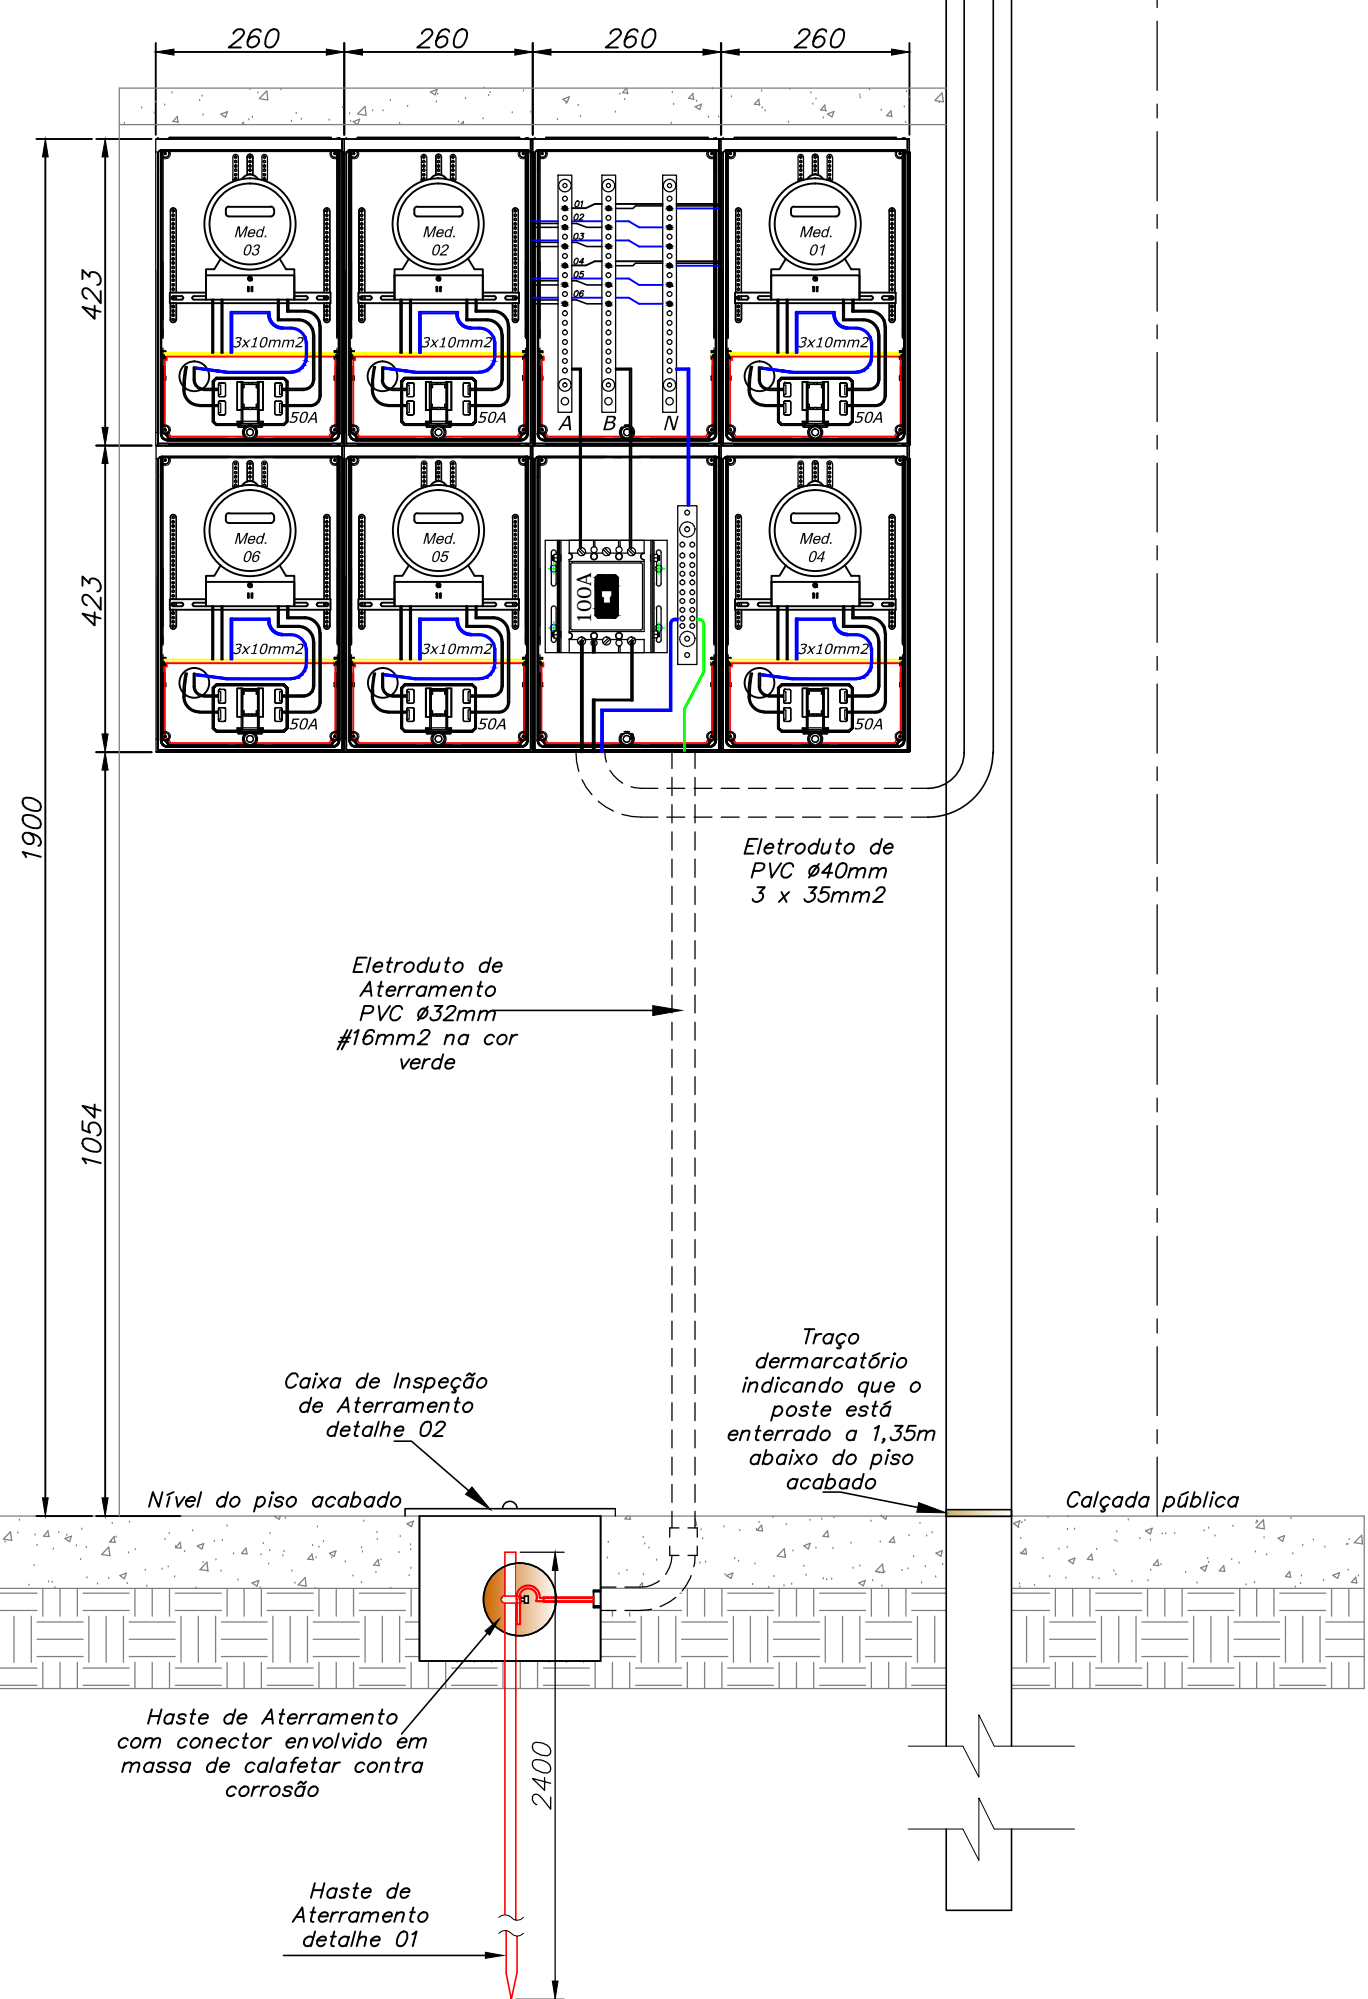 260
260
260
260
Med.
03
3x10mm2
50A
Med.
02
3x10mm2
50A
01
02
03
04
05
06
A
B
N
Med.
01
3x10mm2
50A
423
Med.
06
3x10mm2
50A
Med.
05
3x10mm2
50A
100A
Med.
04
3x10mm2
50A
423
1900
1054
Eletroduto de
PVC ø40mm
3 x 35mm2
Eletroduto de
Aterramento
PVC ø32mm
#16mm2 na cor
verde
Traço
dermarcatório
indicando que o
poste está
enterrado a 1,35m
abaixo do piso
acabado
Caixa de Inspeção
de Aterramento
detalhe 02
Nível do piso acabado
Calçada pública
Haste de Aterramento
com conector envolvido em
massa de calafetar contra
corrosão
2400
Haste de
Aterramento
detalhe 01